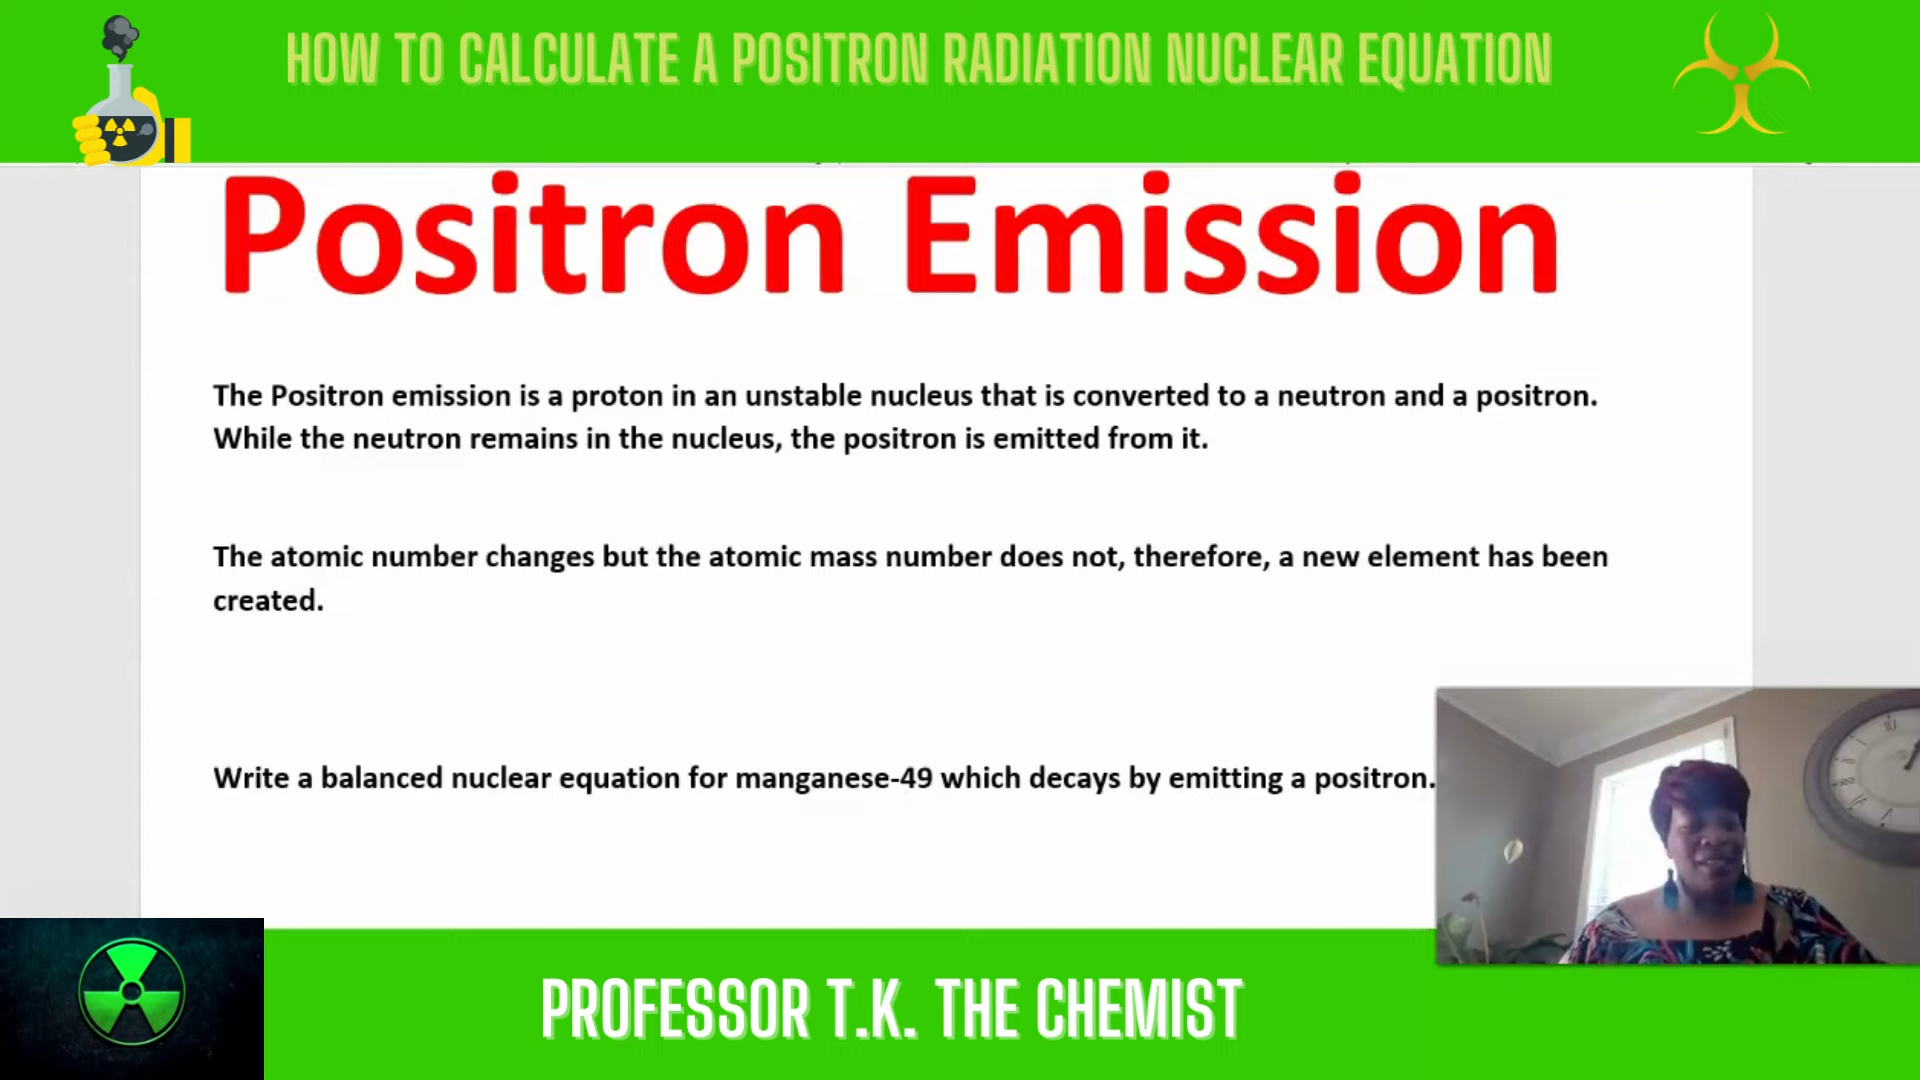 HOW TO CALCULATE A POSITRON RADIATION NUCLEAR EQUATION
Positron Emission
The Positron emission is a proton in an unstable nucleus that is converted to a neutron and a positron.
While the neutron remains in the nucleus, the positron is emitted from it.
The atomic number changes but the atomic mass number does not, therefore, a new element has been
created.
Write a balanced nuclear equation for manganese-49 which decays by emitting a positron.
PROFESSOR T.K. THE CHEMIST